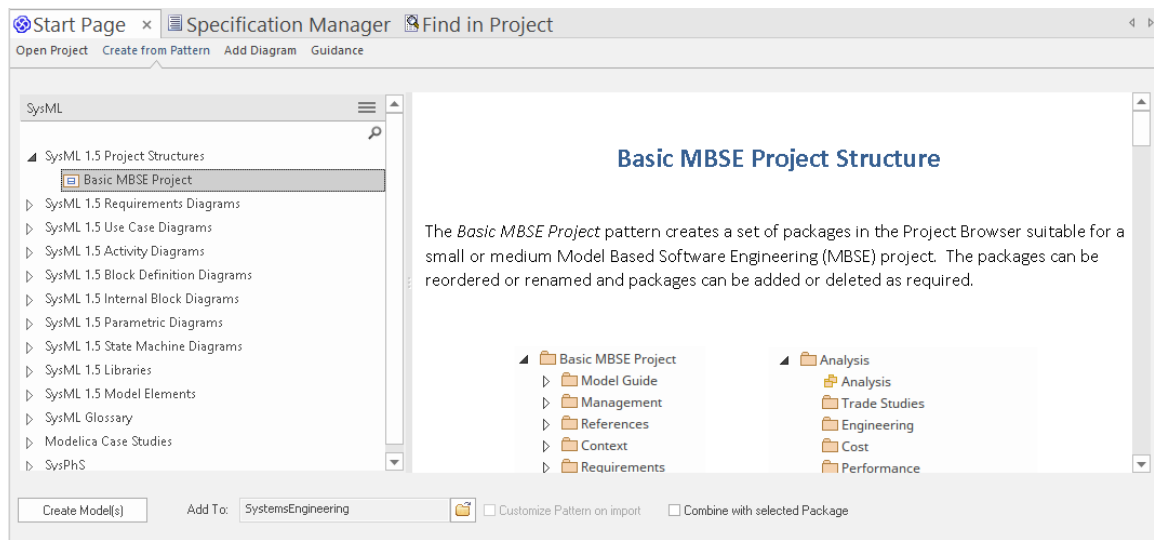 Start Page × Specification Manager Find in Project
Open Project Create from Pattern Add Diagram Guidance
SysML
SysML 1.5 Project Structures
Basic MBSE Project
SysML 1.5 Requirements Diagrams
SysML 1.5 Use Case Diagrams
SysML 1.5 Activity Diagrams
SysML 1.5 Block Definition Diagrams
SysML 1.5 Internal Block Diagrams
SysML 1.5 Parametric Diagrams
SysML 1.5 State Machine Diagrams
SysML 1.5 Libraries
SysML 1.5 Model Elements
SysML Glossary
Modelica Case Studies
SysPhS
Basic MBSE Project Structure
The Basic MBSE Project pattern creates a set of packages in the Project Browser suitable for a
small or medium Model Based Software Engineering (MBSE) project. The packages can be
reordered or renamed and packages can be added or deleted as required.
Basic MBSE Project
Model Guide
Management
References
Context
Requirements
Analysis
Analysis
Trade Studies
Engineering
Cost
Performance
Create Model(s) Add To: SystemsEngineering Customize Pattern on import Combine with selected Package